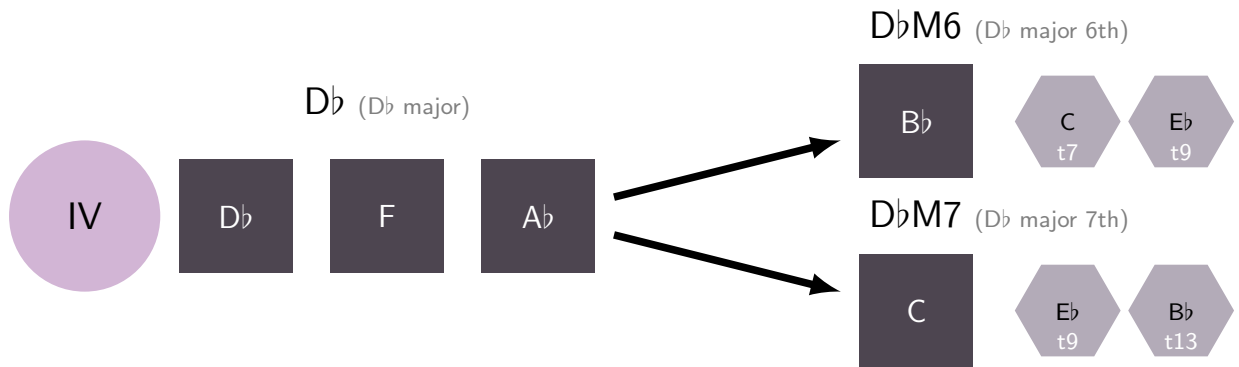 IV
D♭ (D♭ major)
D♭ F A♭
D♭M6 (D♭ major 6th)
B♭
C
t7
E♭
t9
D♭M7 (D♭ major 7th)
C
E♭
t9
B♭
t13